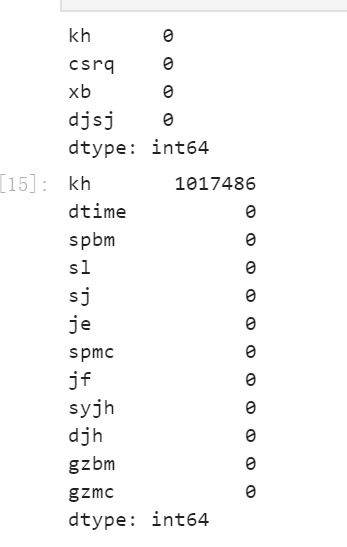 kh 0
csrq 0
xb 0
djsj 0
dtype: int64
[15]: kh 1017486
dtime 0
spbm 0
sl 0
sj 0
je 0
spmc 0
jf 0
syjh 0
djh 0
gzbm 0
gzmc 0
dtype: int64